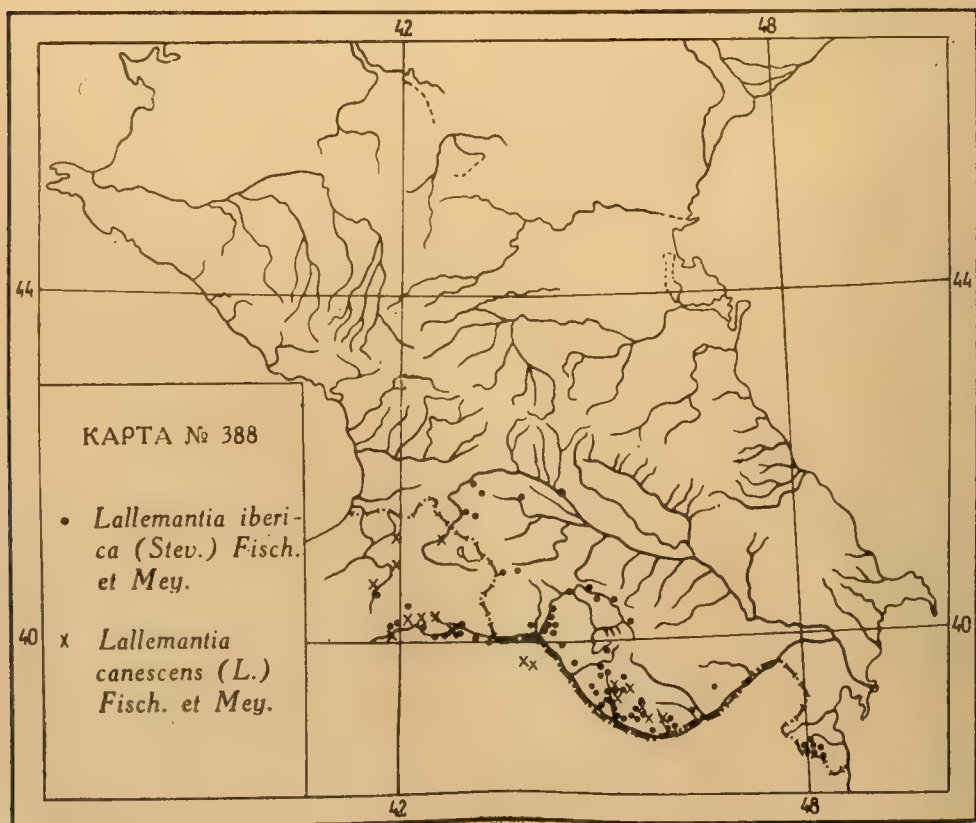 42
48
44
44
КАРТА № 388
• Lallemantia iberi-
ca (Stev.) Fisch.
et Mey.
40
40
x Lallemantia
canescens (L.)
Fisch. et Mey.
42
48